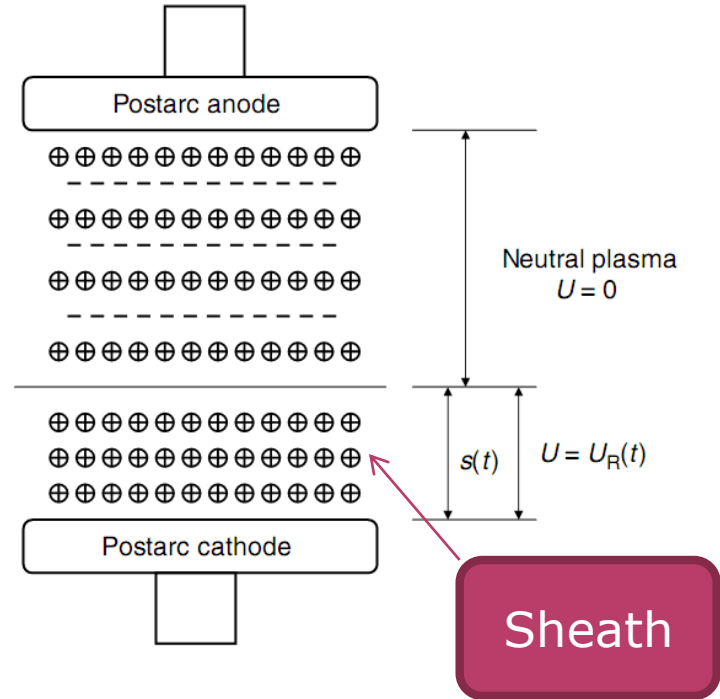 Postarc anode
Neutral plasma
U = 0
s(t)
U = U_R(t)
Postarc cathode
Sheath